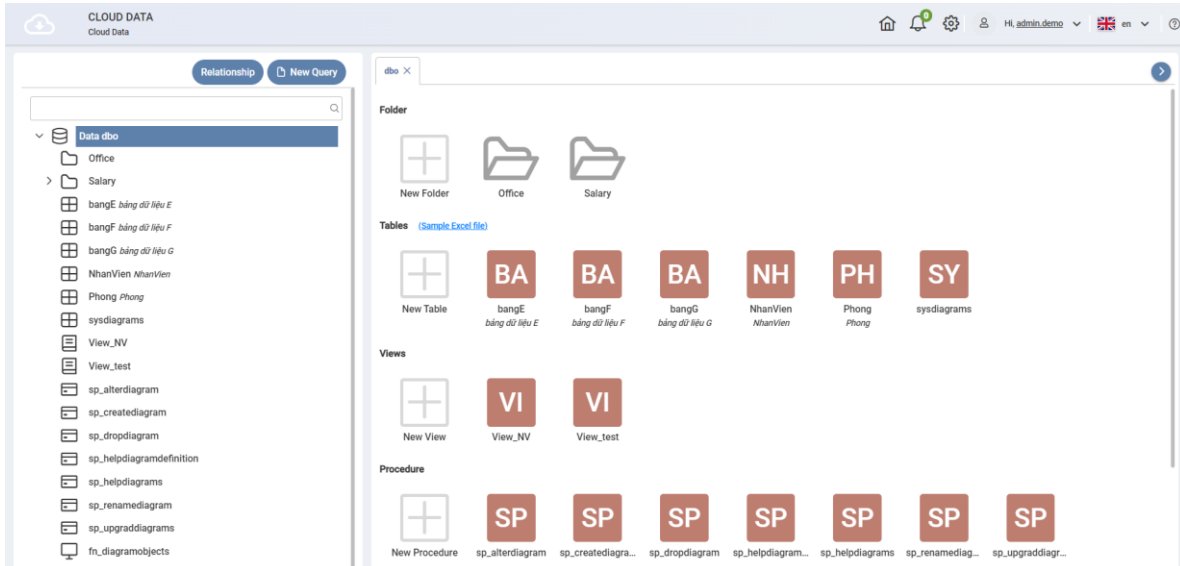 CLOUD DATA
Cloud Data
0
Hi, admin.demo
en
Relationship
New Query
Data dbo
Office
Salary
bangE bảng dữ liệu E
bangF bảng dữ liệu F
bangG bảng dữ liệu G
NhanVien NhanVien
Phong Phong
sysdiagrams
View_NV
View_test
sp_alterdiagram
sp_creatediagram
sp_dropdiagram
sp_helpdiagramdefinition
sp_helpdiagrams
sp_renamediagram
sp_upgraddiagrams
fn_diagramobjects
dbo
Folder
New Folder
Office
Salary
Tables (Sample Excel file)
BA BA BA NH PH SY
New Table bangE bangF bangG NhanVien Phong sysdiagrams
bảng dữ liệu E bảng dữ liệu F bảng dữ liệu G NhanVien Phong
Views
VI VI
New View View_NV View_test
Procedure
SP SP SP SP SP SP SP
New Procedure sp_alterdiagram sp_creatediagra... sp_dropdiagram sp_helpdiagram... sp_helpdiagrams sp_renamediag... sp_upgraddiagr...